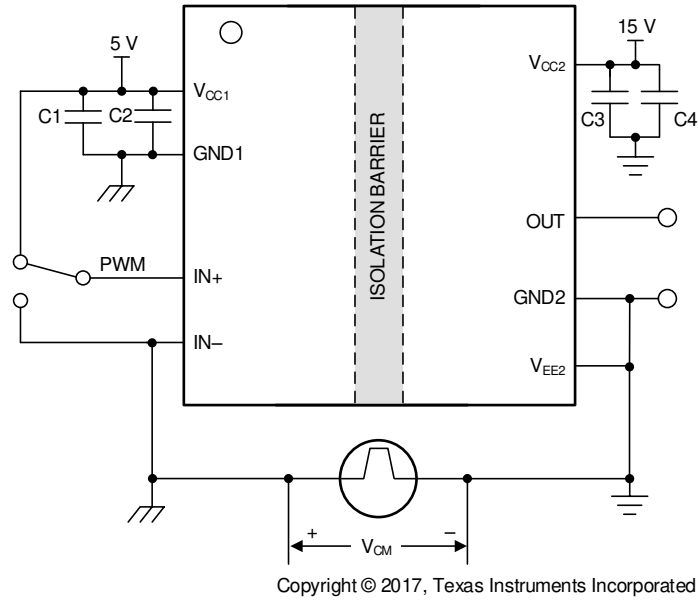 5 V
15 V
VCC1
VCC2
C1
C2
C3
C4
GND1
ISOLATION BARRIER
OUT
PWM
IN+
GND2
IN–
VEE2
+
–
VCM
Copyright © 2017, Texas Instruments Incorporated